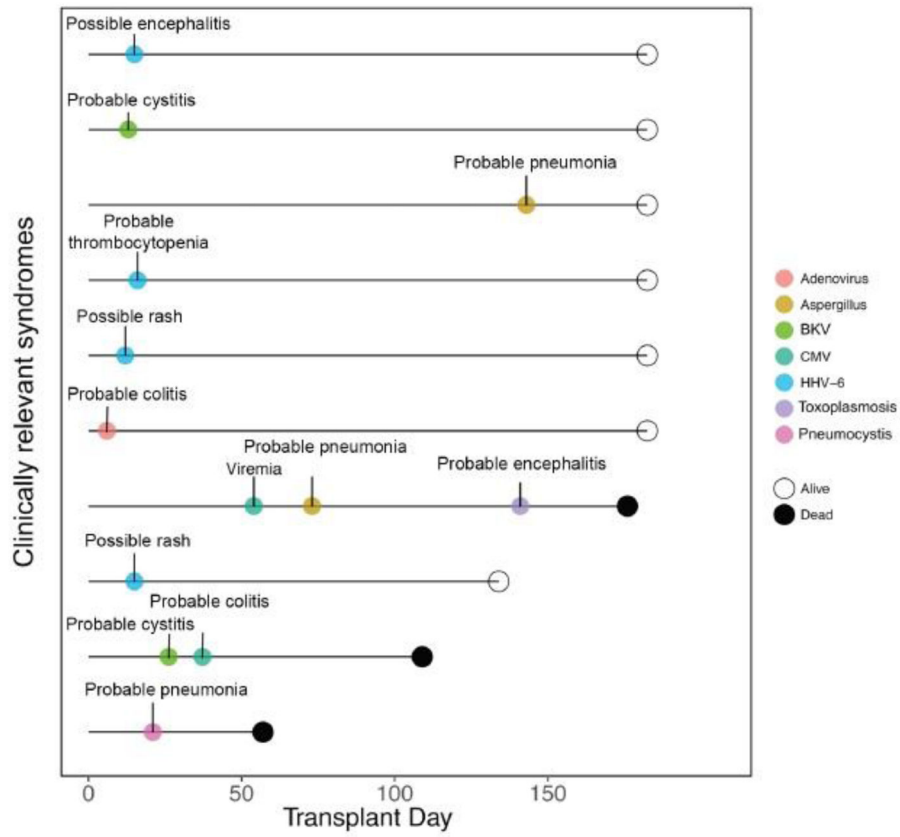 Possible encephalitis
Probable cystitis
Probable pneumonia
Probable
thrombocytopenia
Possible rash
Probable colitis
Probable pneumonia
Viremia
Probable encephalitis
Possible rash
Probable colitis
Probable cystitis
Probable pneumonia
Clinically relevant syndromes
0 50 100 150
Transplant Day
Adenovirus
Aspergillus
BKV
CMV
HHV–6
Toxoplasmosis
Pneumocystis
Alive
Dead